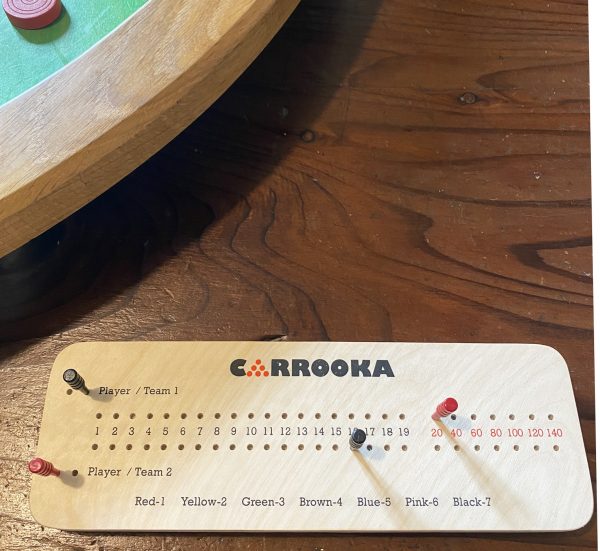 CARROOKA
Player / Team 1
1 2 3 4 5 6 7 8 9 10 11 12 13 14 15 16 17 18 19 20 40 60 80 100 120 140
Player / Team 2
Red-1 Yellow-2 Green-3 Brown-4 Blue-5 Pink-6 Black-7